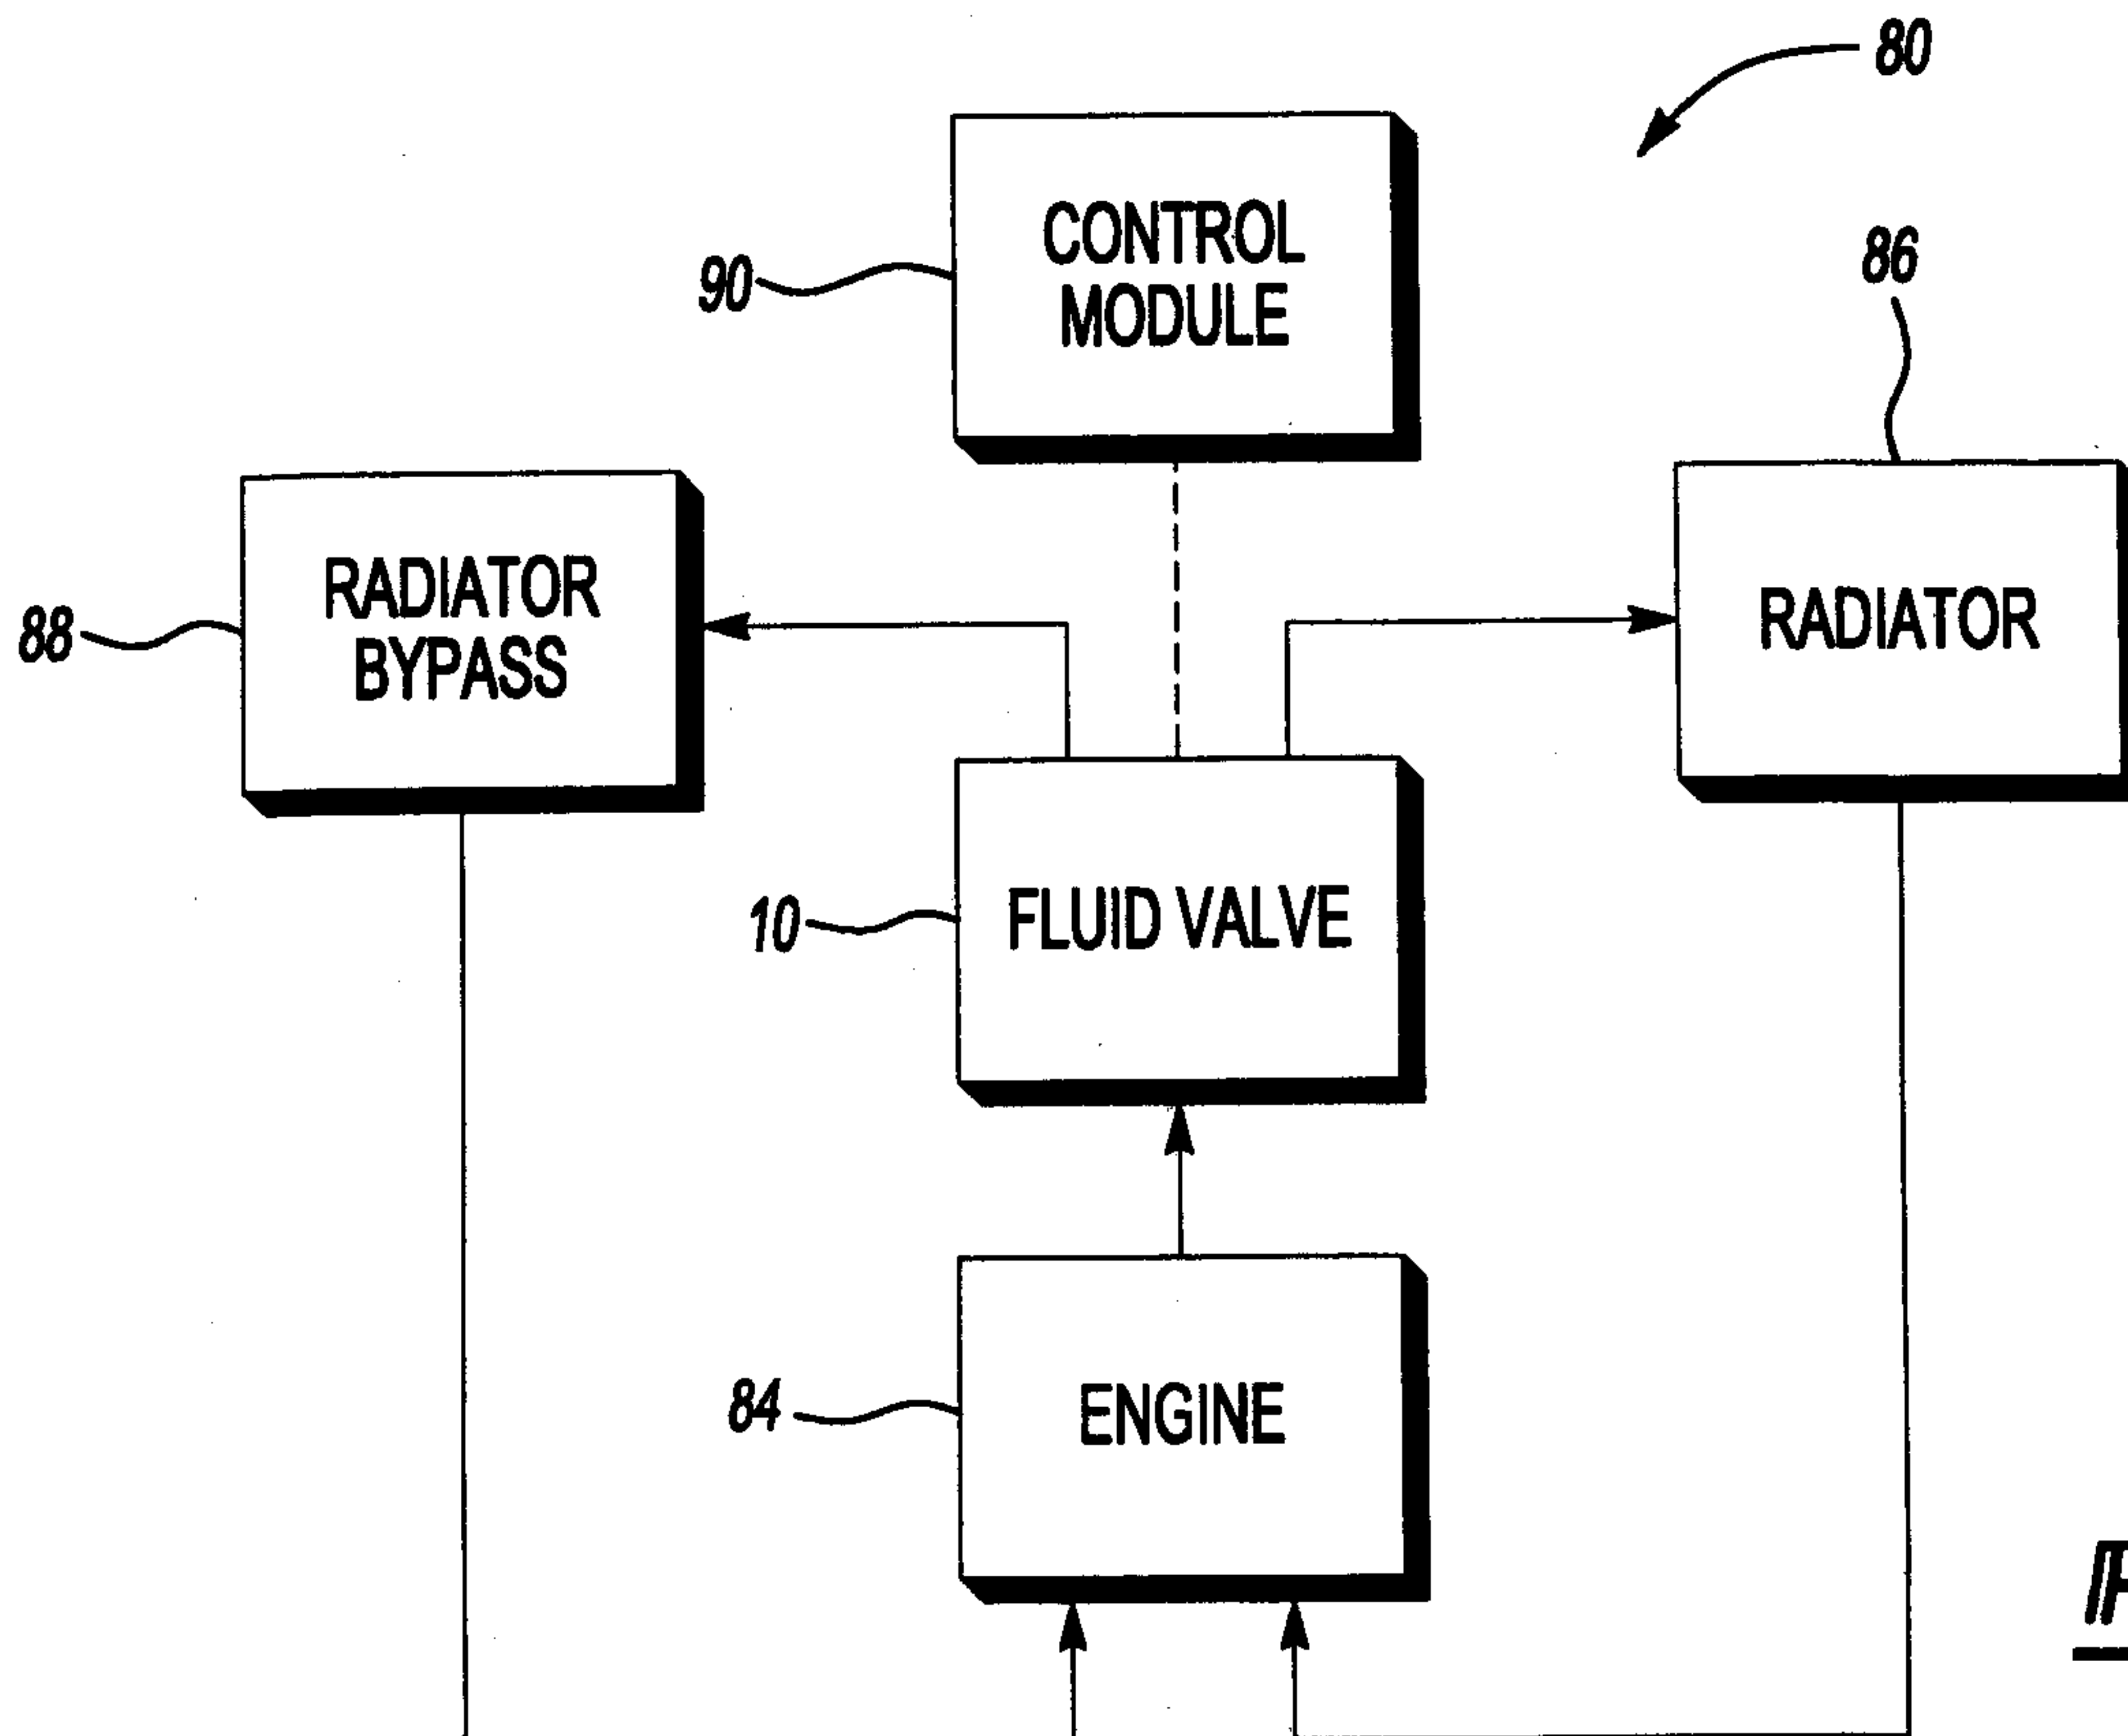 80
CONTROL
MODULE
90
86
RADIATOR
BYPASS
88
RADIATOR
FLUID VALVE
10
ENGINE
84